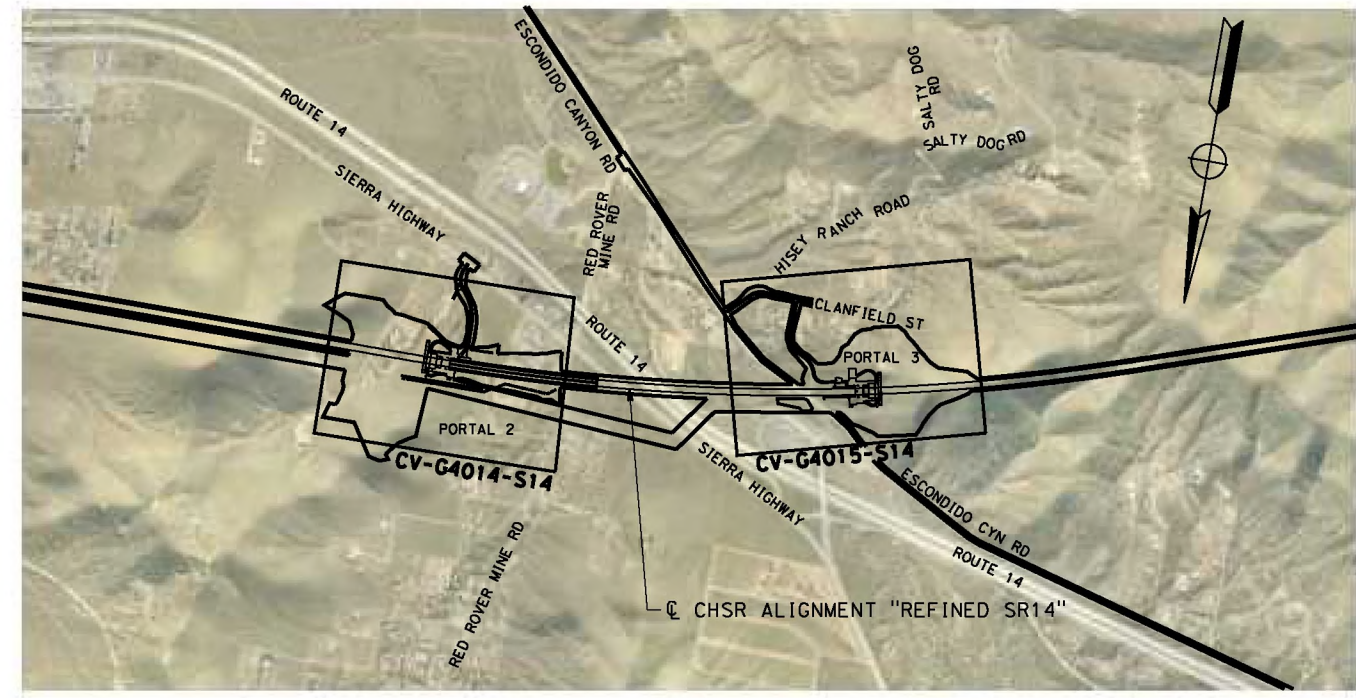 ESCONDIDO CANYON RD
ROUTE 14
SALTY DOG
RD
SALTY DOG RD
SIERRA HIGHWAY
RED ROVER
MINE RD
HISEY RANCH ROAD
CLANFIELD ST
ROUTE 14
PORTAL 3
PORTAL 2
CV-G4014-S14
SIERRA HIGHWAY
CV-G4015-S14
ESCONDIDO CYN RD
ROUTE 14
RED ROVER MINE RD
℄ CHSR ALIGNMENT "REFINED SR14"